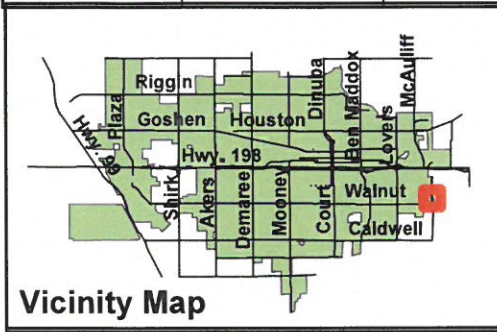 Riggin
Goshen
Houston
Hwy. 198
Walnut
Caldwell
Hwy. 99
Plaza
Shirk
Akers
Demaree
Mooney
Court
Dinuba
Ben Maddox
Lovers
McAuliff
Vicinity Map